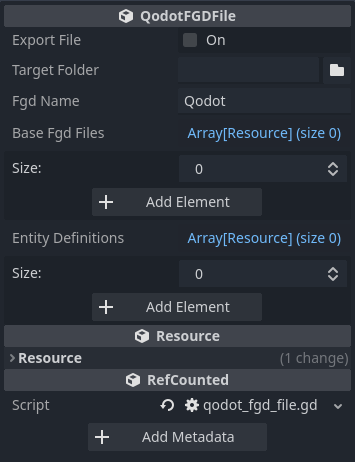 QodotFGDFile
Export File On
Target Folder
Fgd Name Qodot
Base Fgd Files Array[Resource] (size 0)
Size: 0
Add Element
Entity Definitions Array[Resource] (size 0)
Size: 0
Add Element
Resource
Resource (1 change)
RefCounted
Script qodot_fgd_file.gd
Add Metadata